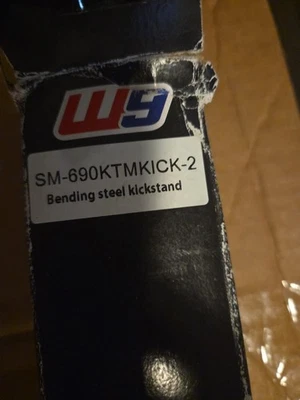 W9
SM-690KTMKICK-2
Bending steel kickstand